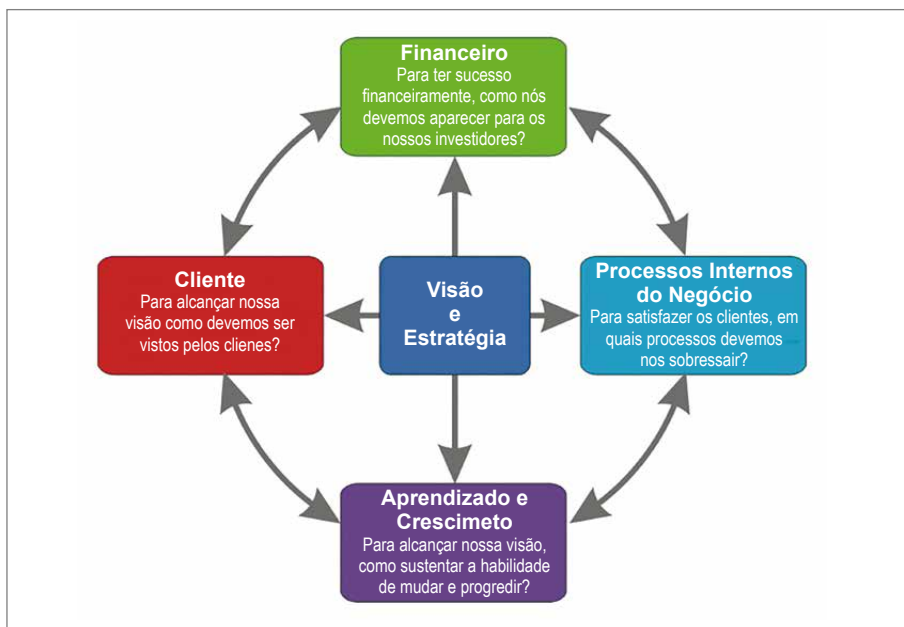 Financeiro
Para ter sucesso
financeiramente, como nós
devemos aparecer para os
nossos investidores?
Cliente
Para alcançar nossa
visão como devemos ser
vistos pelos clienes?
Visão
e
Estratégia
Processos Internos
do Negócio
Para satisfazer os clientes, em
quais processos devemos
nos sobressair?
Aprendizado e
Crescimeto
Para alcançar nossa visão,
como sustentar a habilidade
de mudar e progredir?